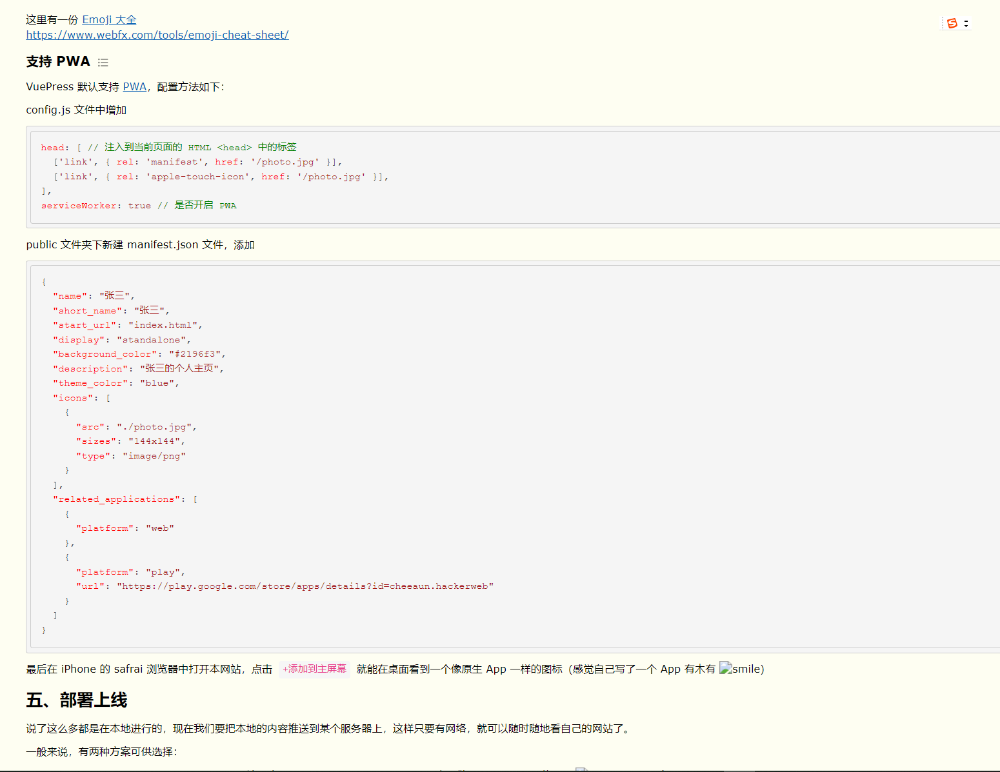 这里有一份 Emoji 大全
https://www.webfx.com/tools/emoji-cheat-sheet/
支持 PWA
VuePress 默认支持 PWA，配置方法如下：
config.js 文件中增加
head: [ // 注入到当前页面的 HTML <head> 中的标签
  ['link', { rel: 'manifest', href: '/photo.jpg' }],
  ['link', { rel: 'apple-touch-icon', href: '/photo.jpg' }],
],
serviceWorker: true // 是否开启 PWA
public 文件夹下新建 manifest.json 文件，添加
{
  "name": "张三",
  "short_name": "张三",
  "start_url": "index.html",
  "display": "standalone",
  "background_color": "#2196f3",
  "description": "张三的个人主页",
  "theme_color": "blue",
  "icons": [
    {
      "src": "./photo.jpg",
      "sizes": "144x144",
      "type": "image/png"
    }
  ],
  "related_applications": [
    {
      "platform": "web"
    },
    {
      "platform": "play",
      "url": "https://play.google.com/store/apps/details?id=cheeaun.hackerweb"
    }
  ]
}
最后在 iPhone 的 safrai 浏览器中打开本网站，点击 +添加到主屏幕 就能在桌面看到一个像原生 App 一样的图标（感觉自己写了一个 App 有木有 smile）
五、部署上线
说了这么多都是在本地进行的，现在我们要把本地的内容推送到某个服务器上，这样只要有网络，就可以随时随地看自己的网站了。
一般来说，有两种方案可供选择：